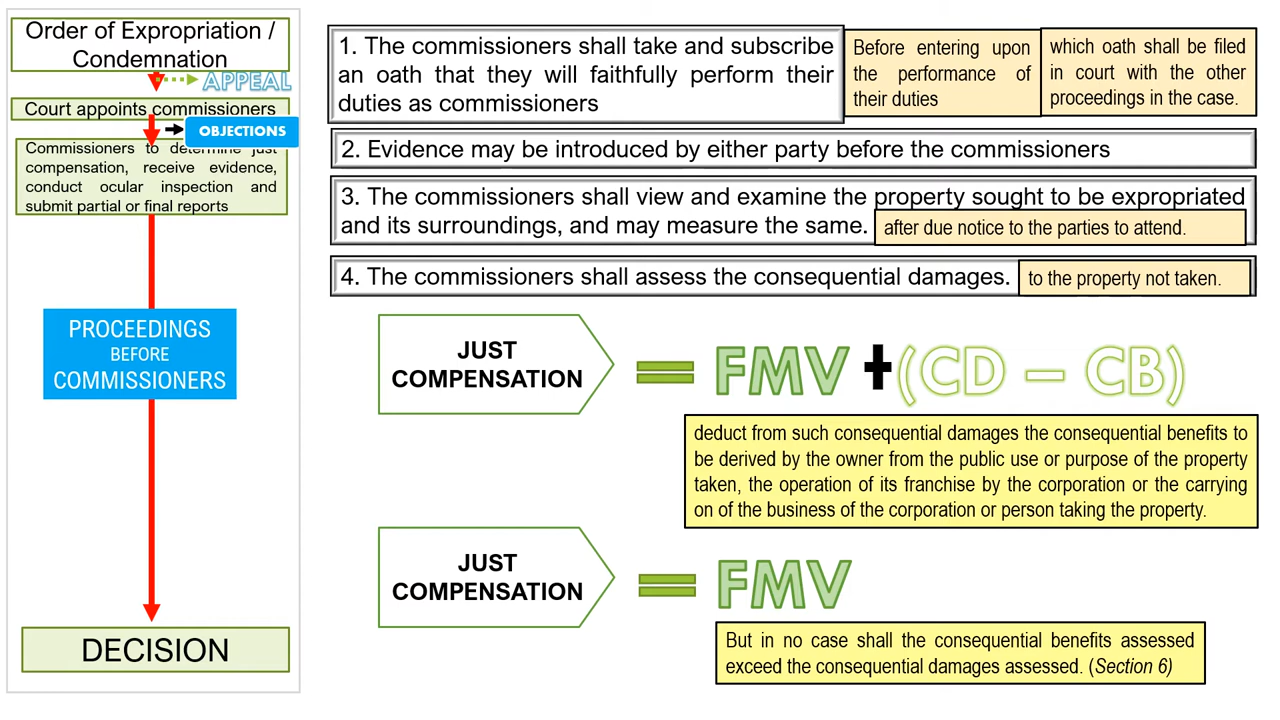 Order of Expropriation /
Condemnation
APPEAL
Court appoints commissioners
OBJECTIONS
Commissioners to determine just
compensation, receive evidence,
conduct ocular inspection and
submit partial or final reports
PROCEEDINGS
BEFORE
COMMISSIONERS
DECISION
1. The commissioners shall take and subscribe
an oath that they will faithfully perform their
duties as commissioners
Before entering upon
the performance of
their duties
which oath shall be filed
in court with the other
proceedings in the case.
2. Evidence may be introduced by either party before the commissioners
3. The commissioners shall view and examine the property sought to be expropriated
and its surroundings, and may measure the same.
after due notice to the parties to attend.
4. The commissioners shall assess the consequential damages.
to the property not taken.
JUST
COMPENSATION
= FMV + (CD – CB)
deduct from such consequential damages the consequential benefits to
be derived by the owner from the public use or purpose of the property
taken, the operation of its franchise by the corporation or the carrying
on of the business of the corporation or person taking the property.
JUST
COMPENSATION
= FMV
But in no case shall the consequential benefits assessed
exceed the consequential damages assessed. (Section 6)